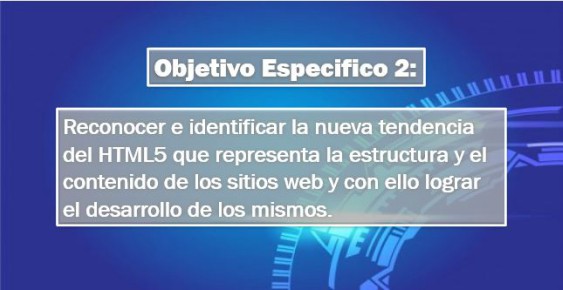 Objetivo Especifico 2:
Reconocer e identificar la nueva tendencia
del HTML5 que representa la estructura y el
contenido de los sitios web y con ello lograr
el desarrollo de los mismos.